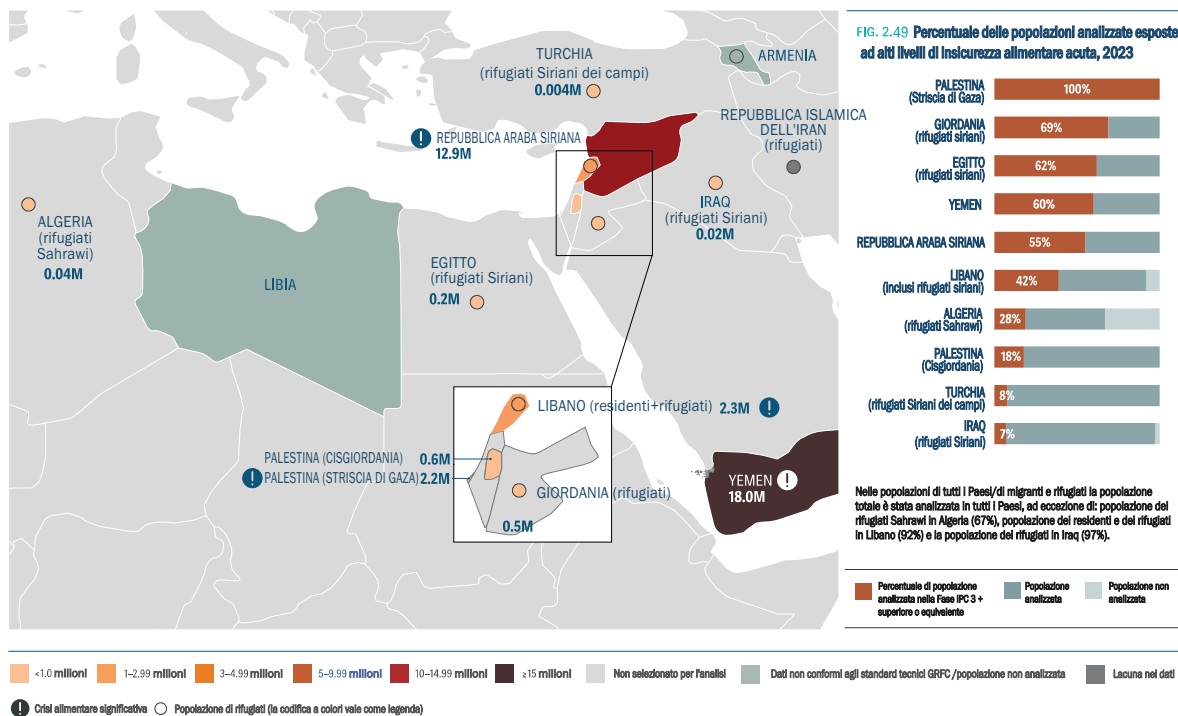 TURCHIA
(rifugiati Siriani dei campi)
0.004M
ARMENIA
REPUBBLICA ARABA SIRIANA
12.9M
REPUBBLICA ISLAMICA
DELL'IRAN
(rifugiati)
ALGERIA
(rifugiati
Sahrawi)
0.04M
LIBIA
EGITTO
(rifugiati Siriani)
0.2M
IRAQ
(rifugiati Siriani)
0.02M
LIBANO (residenti+rifugiati) 2.3M
PALESTINA (CISGIORDANIA) 0.6M
PALESTINA (STRISCIA DI GAZA) 2.2M
GIORDANIA (rifugiati)
0.5M
YEMEN
18.0M
FIG. 2.49 Percentuale delle popolazioni analizzate esposte
ad alti livelli di insicurezza alimentare acuta, 2023
PALESTINA
(Striscia di Gaza)
100%
GIORDANIA
(rifugiati siriani)
69%
EGITTO
(rifugiati siriani)
62%
YEMEN
60%
REPUBBLICA ARABA SIRIANA
55%
LIBANO
(inclusi rifugiati siriani)
42%
ALGERIA
(rifugiati Sahrawi)
28%
PALESTINA
(Cisgiordania)
18%
TURCHIA
(rifugiati Siriani dei campi)
8%
IRAQ
(rifugiati Siriani)
7%
Nelle popolazioni di tutti i Paesi/di migranti e rifugiati la popolazione
totale è stata analizzata in tutti i Paesi, ad eccezione di: popolazione dei
rifugiati Sahrawi in Algeria (67%), popolazione dei residenti e dei rifugiati
in Libano (92%) e la popolazione dei rifugiati in Iraq (97%).
Percentuale di popolazione
analizzata nella Fase IPC 3 +
superiore o equivalente
Popolazione
analizzata
Popolazione non
analizzata
<1.0 milioni
1–2.99 milioni
3–4.99 milioni
5–9.99 milioni
10–14.99 milioni
≥15 milioni
Non selezionato per l'analisi
Dati non conformi agli standard tecnici GRFC /popolazione non analizzata
Lacuna nei dati
Crisi alimentare significativa
Popolazione di rifugiati (la codifica a colori vale come legenda)